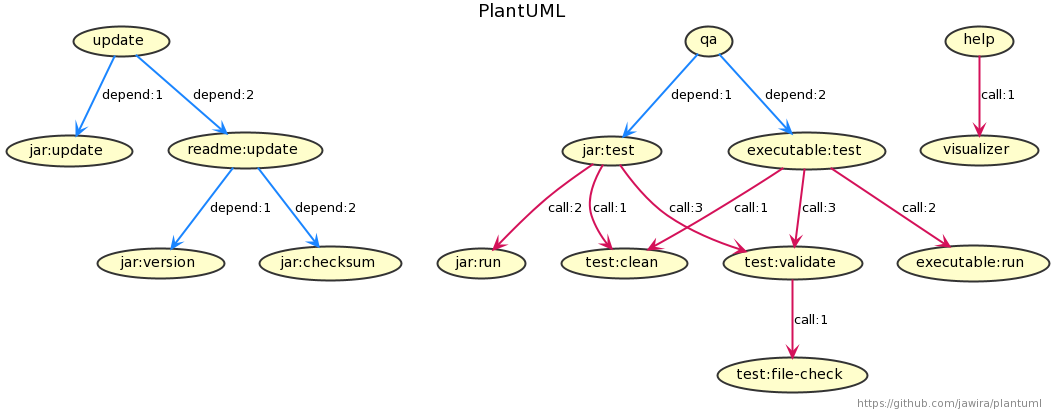 PlantUML
update
qa
help
depend:1
depend:2
depend:1
depend:2
call:1
jar:update
readme:update
jar:test
executable:test
visualizer
depend:1
depend:2
call:2
call:1
call:3
call:1
call:3
call:2
jar:version
jar:checksum
jar:run
test:clean
test:validate
executable:run
call:1
test:file-check
https://github.com/jawira/plantuml